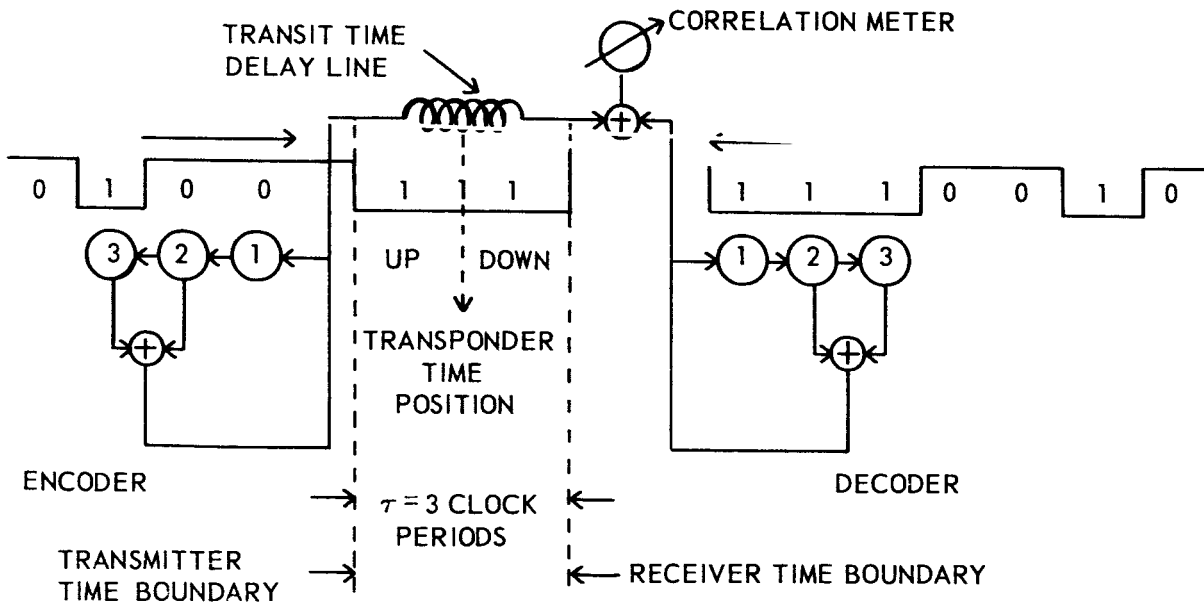 TRANSIT TIME
DELAY LINE
CORRELATION METER
+
0 1 0 0 1 1 1
1 1 1 0 0 1 0
3 2 1
UP DOWN
1 2 3
+
+
TRANSPONDER
TIME
POSITION
ENCODER
τ = 3 CLOCK
PERIODS
DECODER
TRANSMITTER
TIME BOUNDARY
RECEIVER TIME BOUNDARY